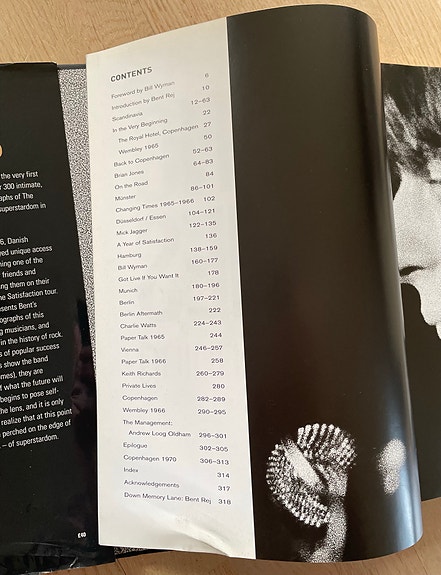 the very first
300 intimate,
of The
superstardom in
Danish
unique access
ning one of the
friends and
ing them on their
Satisfaction tour.
Bent's
of this
musicians, and
in the history of rock.
of popular success
show the band
they are
what the future will
begins to pose self-
the lens, and it is only
realize that at this point
perched on the edge of
– of superstardom.
£40
CONTENTS
Foreword by Bill Wyman 6
Introduction by Bent Rej 10
Scandinavia 12–63
In the Very Beginning 22
The Royal Hotel, Copenhagen 27
Wembley 1965 50
Back to Copenhagen 52–63
Brian Jones 64–83
On the Road 84
Münster 86–101
Changing Times 1965–1966 102
Düsseldorf / Essen 104–121
Mick Jagger 122–135
A Year of Satisfaction 136
Hamburg 138–159
Bill Wyman 160–177
Got Live If You Want It 178
Munich 180–196
Berlin 197–221
Berlin Aftermath 222
Charlie Watts 224–243
Paper Talk 1965 244
Vienna 246–257
Paper Talk 1966 258
Keith Richards 260–279
Private Lives 280
Copenhagen 282–289
Wembley 1966 290–295
The Management:
Andrew Loog Oldham 296–301
Epilogue 302–305
Copenhagen 1970 306–313
Index 314
Acknowledgements 317
Down Memory Lane: Bent Rej 318